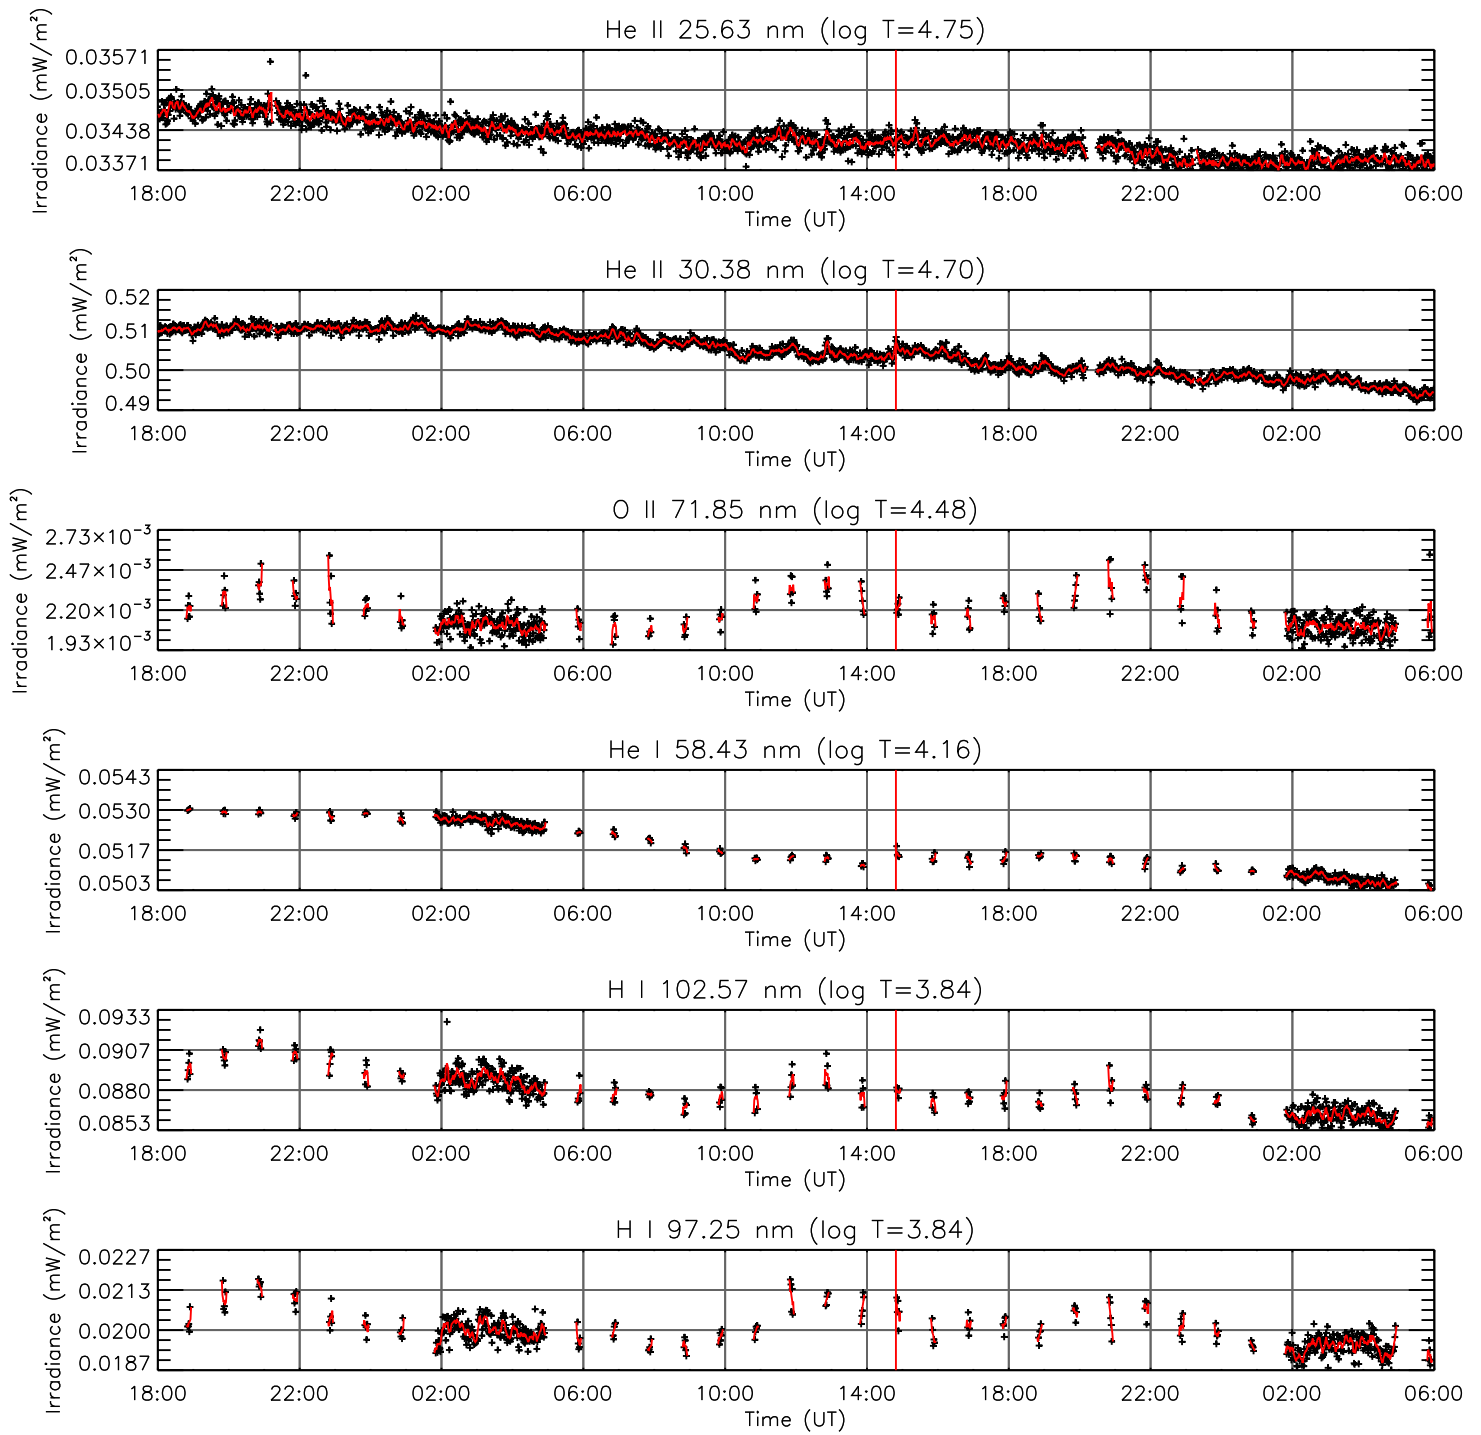 He II 25.63 nm (log T=4.75)
Irradiance (mW/m²)
0.03571
0.03505
0.03438
0.03371
18:00 22:00 02:00 06:00 10:00 14:00 18:00 22:00 02:00 06:00
Time (UT)
He II 30.38 nm (log T=4.70)
Irradiance (mW/m²)
0.52
0.51
0.50
0.49
18:00 22:00 02:00 06:00 10:00 14:00 18:00 22:00 02:00 06:00
Time (UT)
O II 71.85 nm (log T=4.48)
Irradiance (mW/m²)
2.73×10⁻³
2.47×10⁻³
2.20×10⁻³
1.93×10⁻³
18:00 22:00 02:00 06:00 10:00 14:00 18:00 22:00 02:00 06:00
Time (UT)
He I 58.43 nm (log T=4.16)
Irradiance (mW/m²)
0.0543
0.0530
0.0517
0.0503
18:00 22:00 02:00 06:00 10:00 14:00 18:00 22:00 02:00 06:00
Time (UT)
H I 102.57 nm (log T=3.84)
Irradiance (mW/m²)
0.0933
0.0907
0.0880
0.0853
18:00 22:00 02:00 06:00 10:00 14:00 18:00 22:00 02:00 06:00
Time (UT)
H I 97.25 nm (log T=3.84)
Irradiance (mW/m²)
0.0227
0.0213
0.0200
0.0187
18:00 22:00 02:00 06:00 10:00 14:00 18:00 22:00 02:00 06:00
Time (UT)